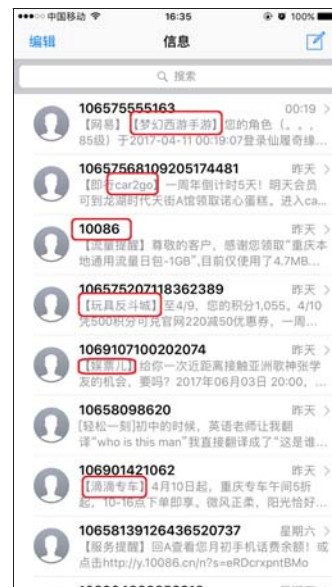 中国移动 16:35 100%
编辑 信息
搜索
106575555163 00:19
【网易】【梦幻西游手游】您的角色（。，。
85级）于2017-04-11 00:19:07登录仙履奇缘...
10657568109205174481 昨天
【即行car2go】一周年倒计时5天！明天会员
可到龙湖时代天街A馆领取诺心蛋糕。进入ca...
10086 昨天
【流量提醒】尊敬的客户，感谢您领取“重庆本
地通用流量日包-1GB”,目前仅使用了4.7MB...
106575207118362389 昨天
【玩具反斗城】至4/9，您的积分1,055。4/10
凭500积分可兑官网220减50优惠券，一周...
1069107100202074 昨天
【娱票儿】给你一次近距离接触亚洲歌神张学
友的机会，要吗？2017年06月03日 20:00，...
10658098620 昨天
[轻松一刻]初中的时候，英语老师让我翻
译“who is this man”我直接翻译成了“这是谁...
106901421062 昨天
【滴滴专车】4月10日起，重庆专车午间5折
起，10-16点下单即享，微风正柔，阳光恰好...
10658139126436520737 星期六
【服务提醒】回A查看您月初手机话费余额！或
点击http://y.10086.cn/n?s=eRDcrxpntBMo